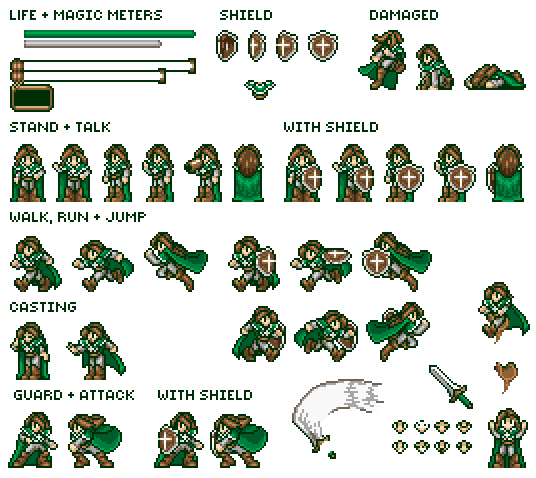 LIFE + MAGIC METERS
SHIELD
DAMAGED
STAND + TALK
WITH SHIELD
WALK, RUN + JUMP
CASTING
GUARD + ATTACK
WITH SHIELD